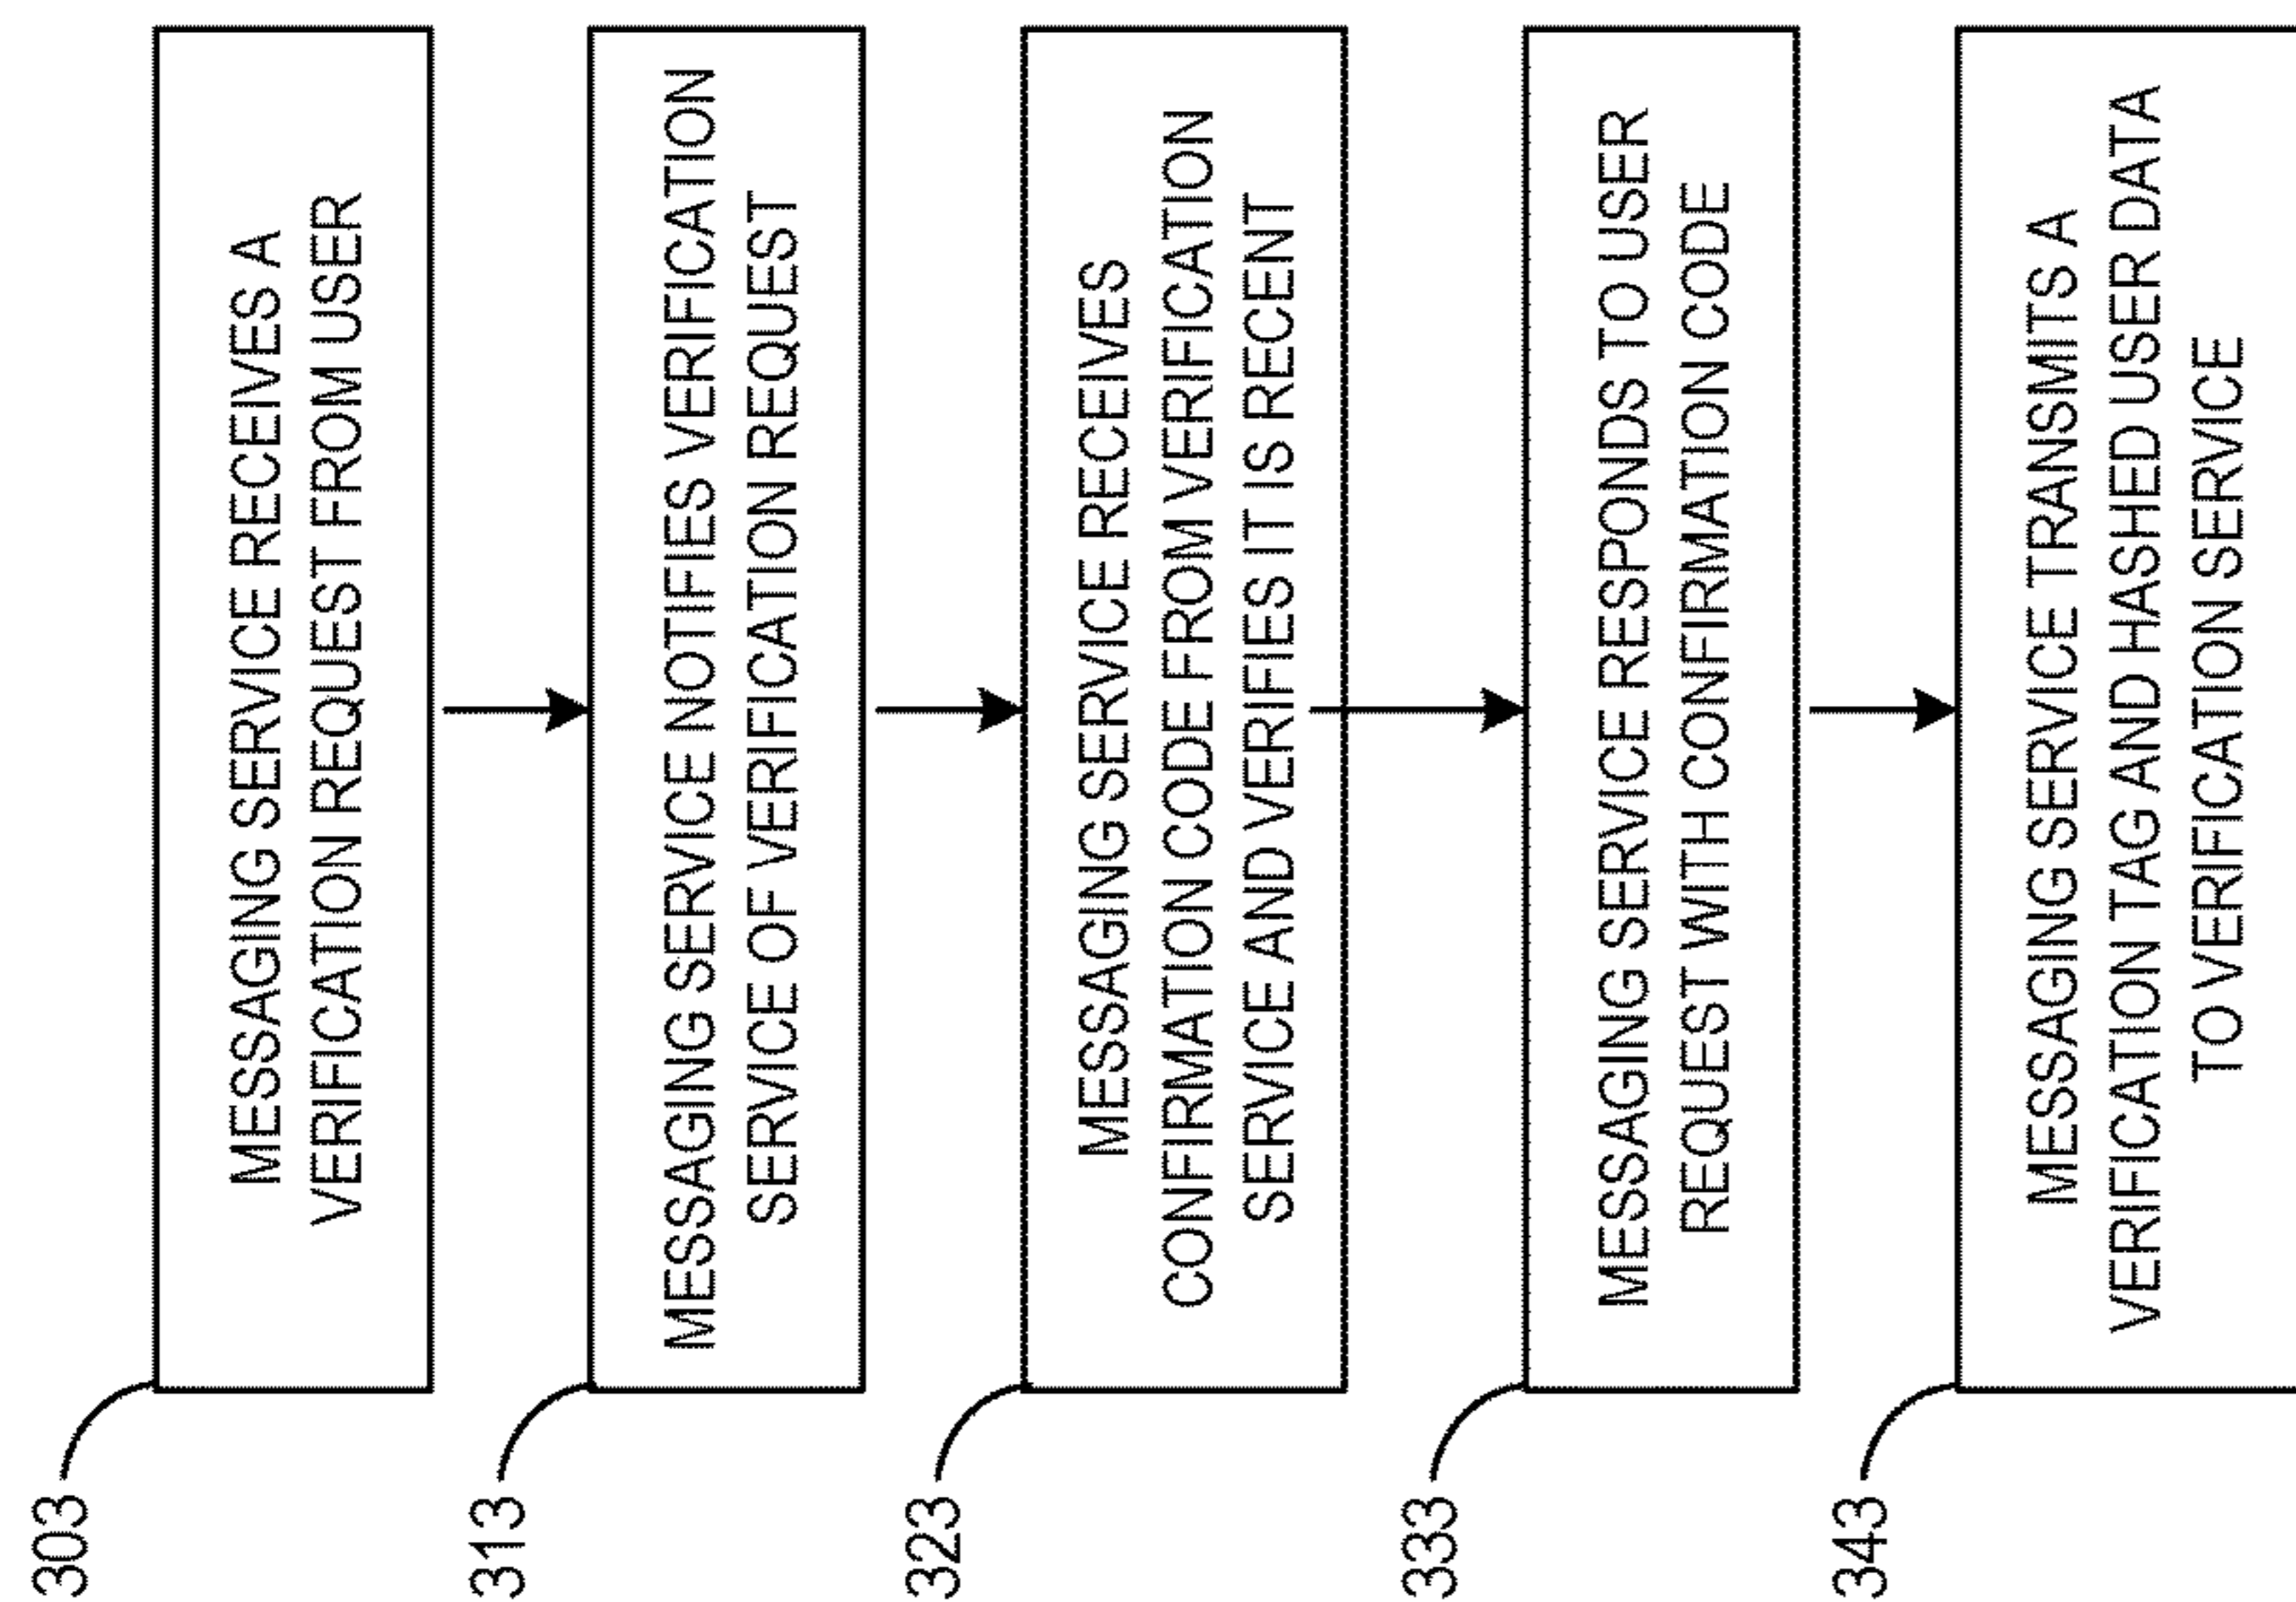 303
MESSAGING SERVICE RECEIVES A
VERIFICATION REQUEST FROM USER
313
MESSAGING SERVICE NOTIFIES VERIFICATION
SERVICE OF VERIFICATION REQUEST
323
MESSAGING SERVICE RECEIVES
CONFIRMATION CODE FROM VERIFICATION
SERVICE AND VERIFIES IT IS RECENT
333
MESSAGING SERVICE RESPONDS TO USER
REQUEST WITH CONFIRMATION CODE
343
MESSAGING SERVICE TRANSMITS A
VERIFICATION TAG AND HASHED USER DATA
TO VERIFICATION SERVICE